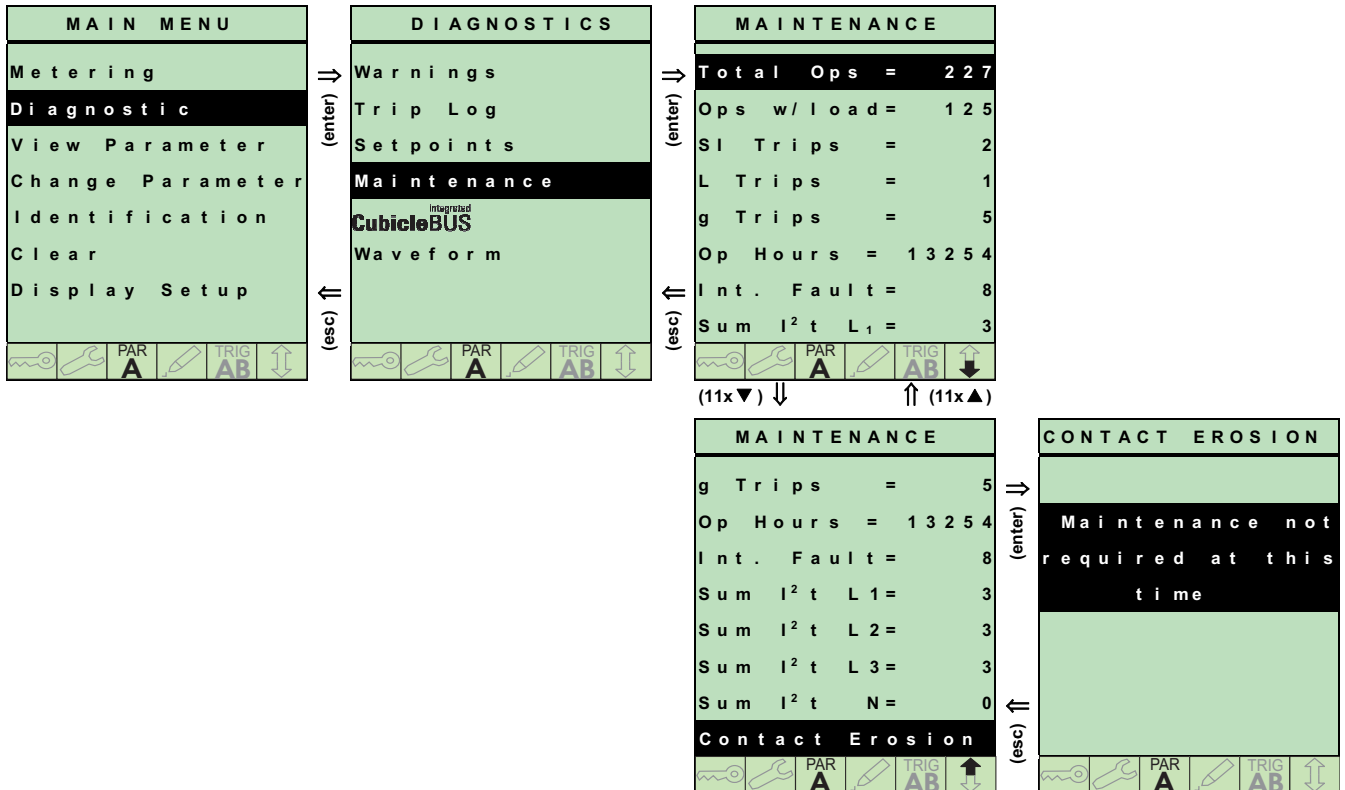 MAIN MENU
Metering
Diagnostic
View Parameter
Change Parameter
Identification
Clear
Display Setup
PAR
A
TRIG
AB
⇒
(enter)
⇐
(esc)
DIAGNOSTICS
Warnings
Trip Log
Setpoints
Maintenance
Integrated
CubicleBUS
Waveform
PAR
A
TRIG
AB
⇒
(enter)
⇐
(esc)
MAINTENANCE
Total Ops = 227
Ops w/load= 125
SI Trips = 2
L Trips = 1
g Trips = 5
Op Hours = 13254
Int. Fault= 8
Sum I² t L₁ = 3
PAR
A
TRIG
AB
(11x▼) ⇓ ⇑ (11x▲)
MAINTENANCE
g Trips = 5
Op Hours = 13254
Int. Fault= 8
Sum I² t L1= 3
Sum I² t L2= 3
Sum I² t L3= 3
Sum I² t N= 0
Contact Erosion
PAR
A
TRIG
AB
⇒
(enter)
⇐
(esc)
CONTACT EROSION
Maintenance not
required at this
time
PAR
A
TRIG
AB